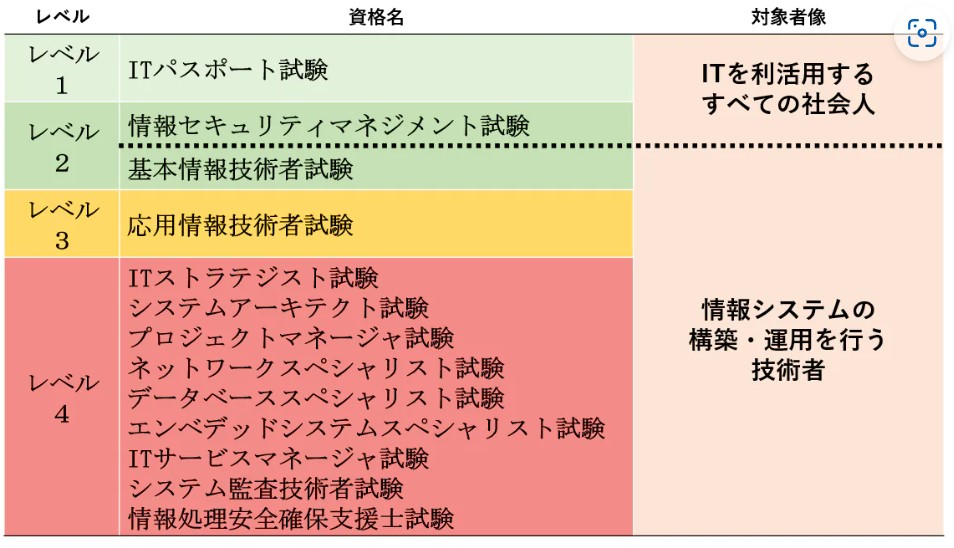 レベル 資格名 対象者像
レベル
1
ITパスポート試験
ITを利活用する
すべての社会人
レベル
2
情報セキュリティマネジメント試験
基本情報技術者試験
レベル
3
応用情報技術者試験
レベル
4
ITストラテジスト試験
システムアーキテクト試験
プロジェクトマネージャ試験
ネットワークスペシャリスト試験
データベーススペシャリスト試験
エンベデッドシステムスペシャリスト試験
ITサービスマネージャ試験
システム監査技術者試験
情報処理安全確保支援士試験
情報システムの
構築・運用を行う
技術者